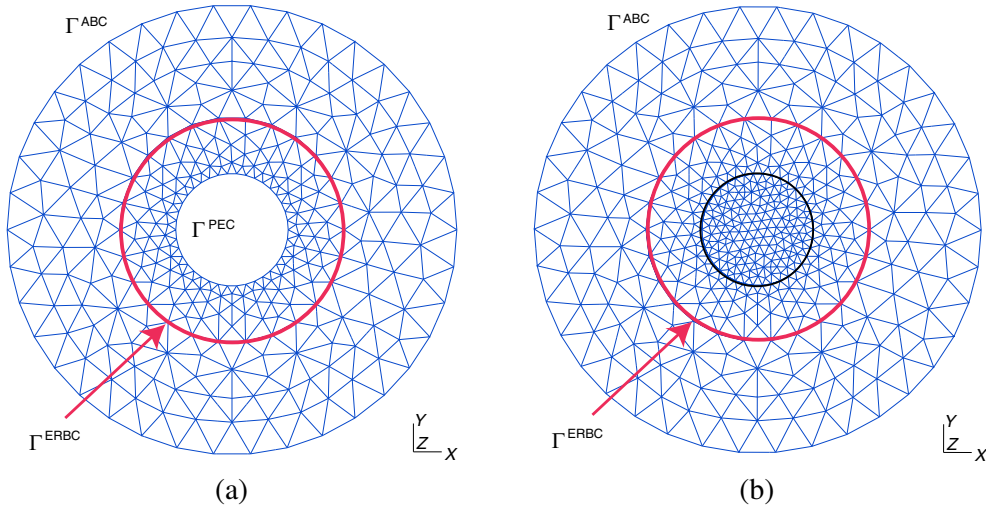 Γ^ABC
Γ^PEC
Γ^ERBC
Y
Z X
(a)
Γ^ABC
Γ^ERBC
Y
Z X
(b)